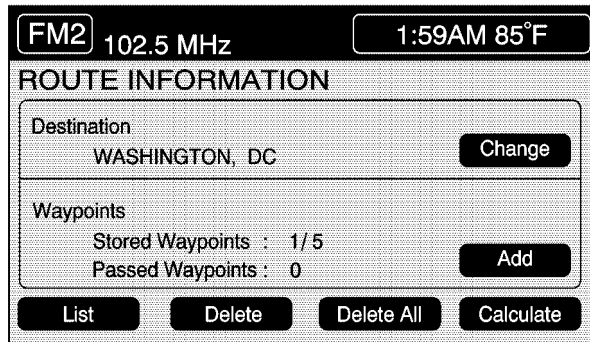 FM2 102.5 MHz 1:59AM 85°F
ROUTE INFORMATION
Destination
WASHINGTON, DC Change
Waypoints
Stored Waypoints : 1/5
Passed Waypoints : 0 Add
List Delete Delete All Calculate